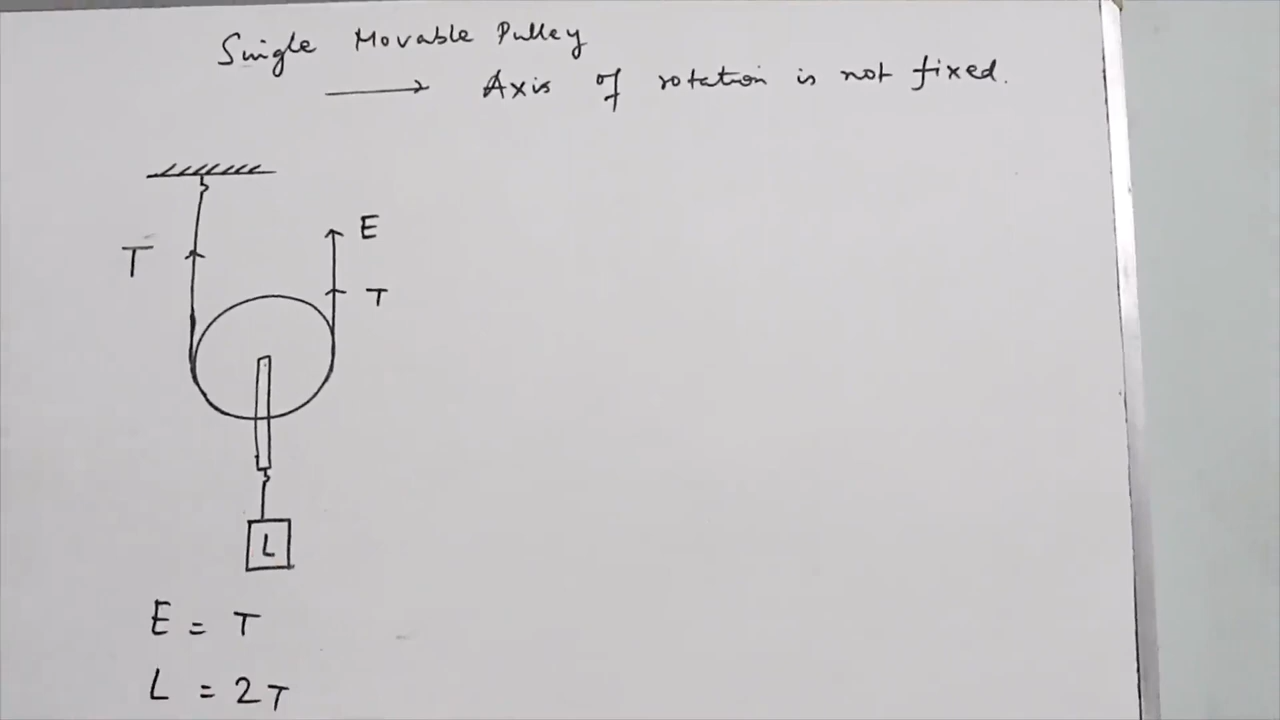 Single Movable Pulley
⟶ Axis of rotation is not fixed.
E
T
T
L
E = T
L = 2T